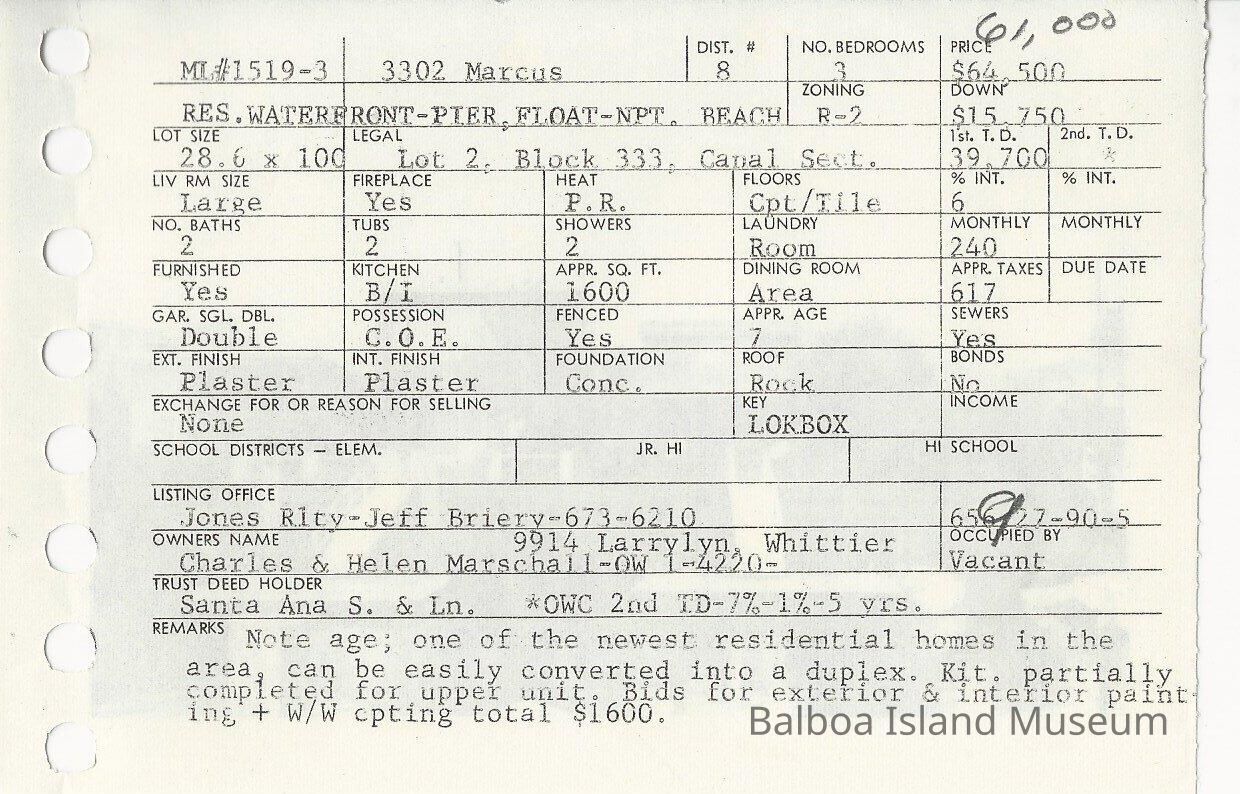 61,000
DIST. # NO. BEDROOMS PRICE
ML#1519-3 3302 Marcus 8 3 $64,500
ZONING DOWN
RES.WATERFRONT-PIER,FLOAT-NPT. BEACH R-2 $15,750
LOT SIZE LEGAL 1st. T. D. 2nd. T. D.
28.6 x 100 Lot 2, Block 333, Canal Sect. 39,700 *
LIV RM SIZE FIREPLACE HEAT FLOORS % INT. % INT.
Large Yes P.R. Cpt/Tile 6
NO. BATHS TUBS SHOWERS LAUNDRY MONTHLY MONTHLY
2 2 2 Room 240
FURNISHED KITCHEN APPR. SQ. FT. DINING ROOM APPR. TAXES DUE DATE
Yes B/I 1600 Area 617
GAR. SGL. DBL. POSSESSION FENCED APPR. AGE SEWERS
Double C.O.E. Yes 7 Yes
EXT. FINISH INT. FINISH FOUNDATION ROOF BONDS
Plaster Plaster Conc. Rock No
EXCHANGE FOR OR REASON FOR SELLING KEY INCOME
None LOKBOX
SCHOOL DISTRICTS – ELEM. JR. HI HI SCHOOL
LISTING OFFICE
Jones Rlty-Jeff Briery-673-6210 9 27-90-5
OWNERS NAME 9914 Larrylyn, Whittier OCCUPIED BY
Charles & Helen Marschall-OW 1-4220- Vacant
TRUST DEED HOLDER
Santa Ana S. & Ln. *OWC 2nd TD-7%-1%-5 yrs.
REMARKS Note age; one of the newest residential homes in the
area, can be easily converted into a duplex. Kit. partially
completed for upper unit. Bids for exterior & interior paint-
ing + W/W cpting total $1600.
Balboa Island Museum